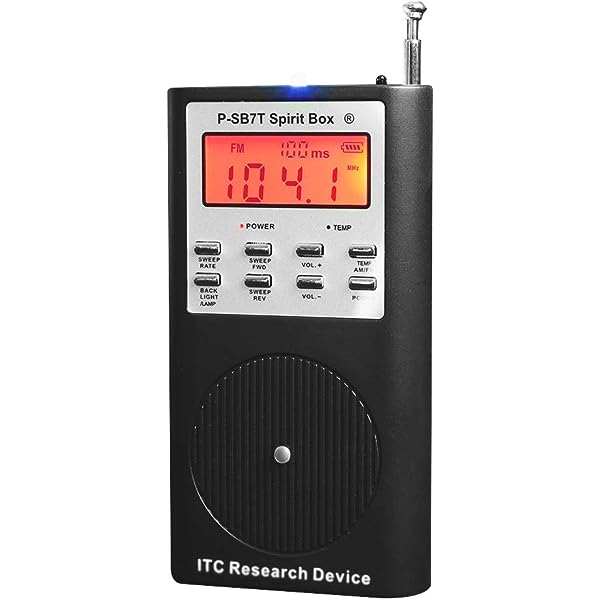 P-SB7T Spirit Box ®
FM 100 ms
104.1 MHz
POWER TEMP
SWEEP RATE SWEEP FWD VOL. + TEMP AM/F
BACK LIGHT /LAMP SWEEP REV VOL. -
ITC Research Device